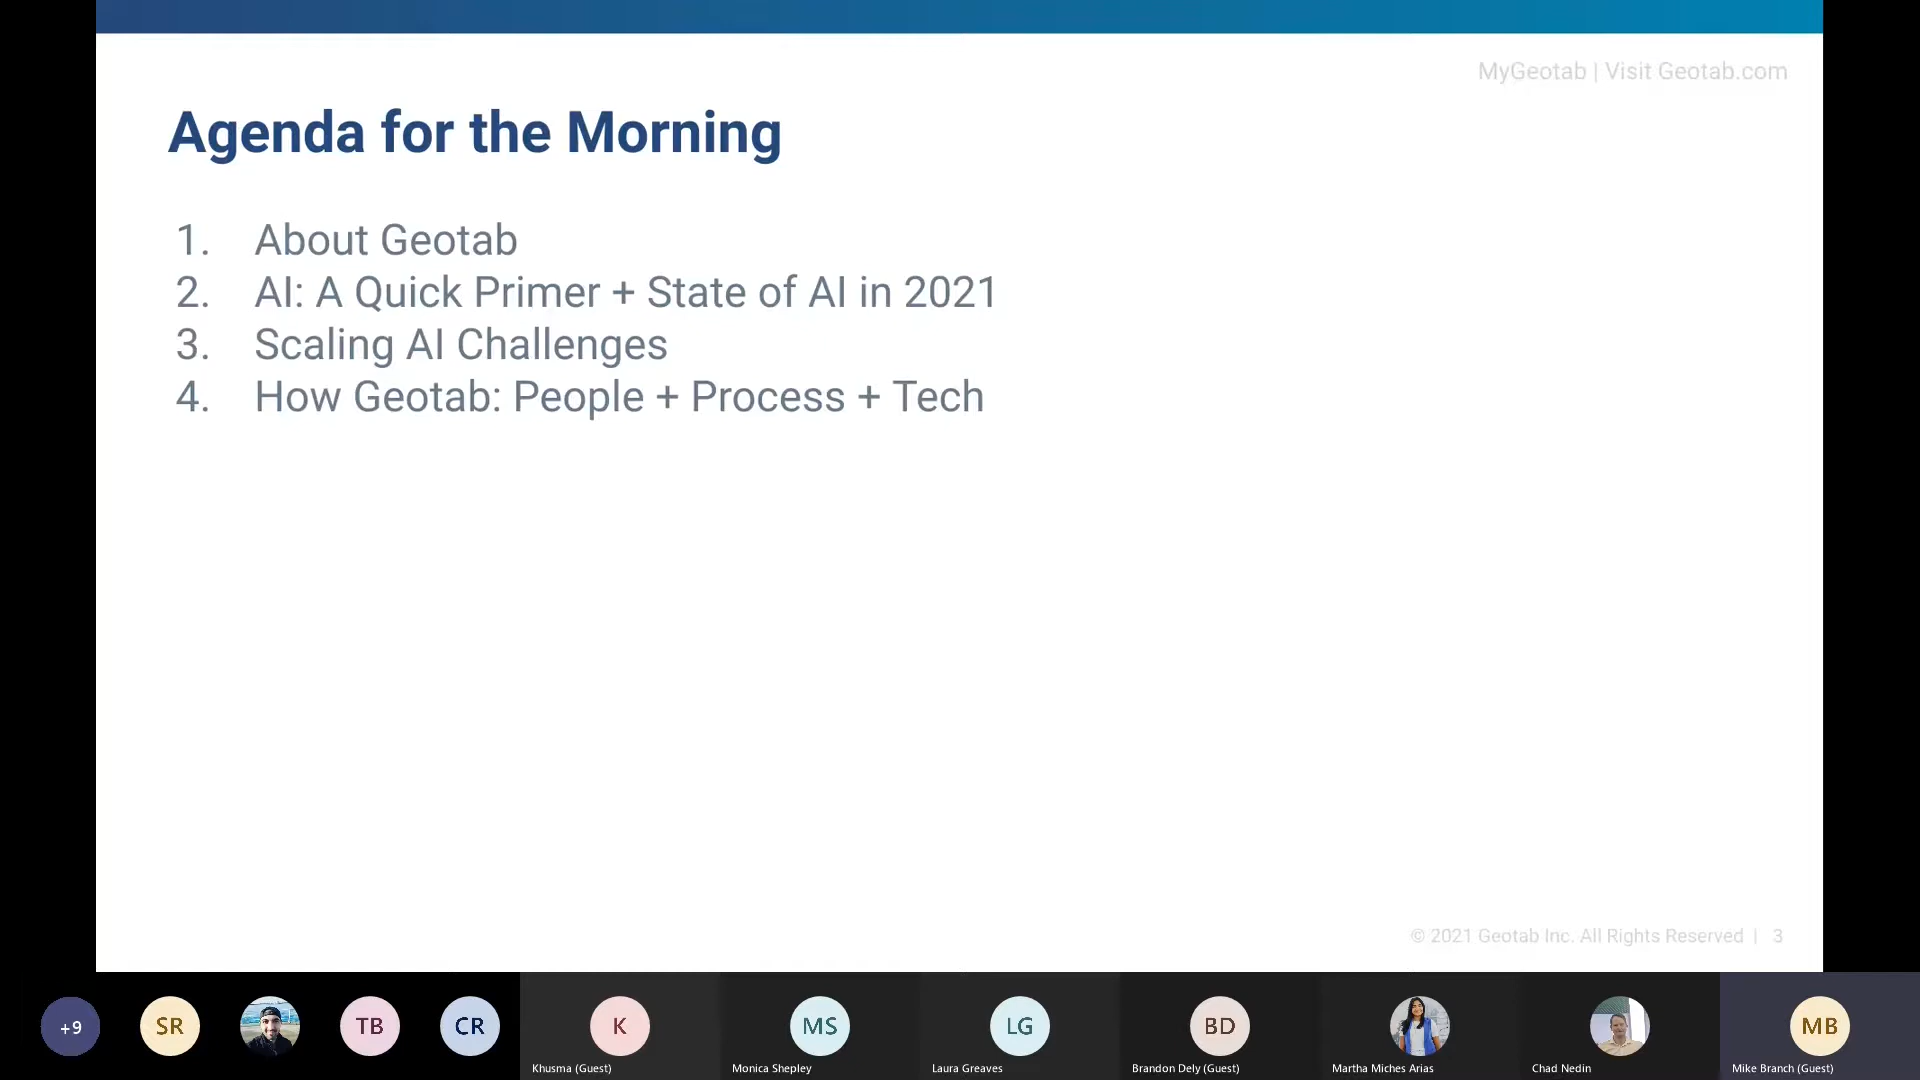 MyGeotab | Visit Geotab.com
Agenda for the Morning
1. About Geotab
2. AI: A Quick Primer + State of AI in 2021
3. Scaling AI Challenges
4. How Geotab: People + Process + Tech
© 2021 Geotab Inc. All Rights Reserved | 3
+9
SR
TB
CR
K
MS
LG
BD
MB
Khusma (Guest)
Monica Shepley
Laura Greaves
Brandon Dely (Guest)
Martha Miches Arias
Chad Nedin
Mike Branch (Guest)